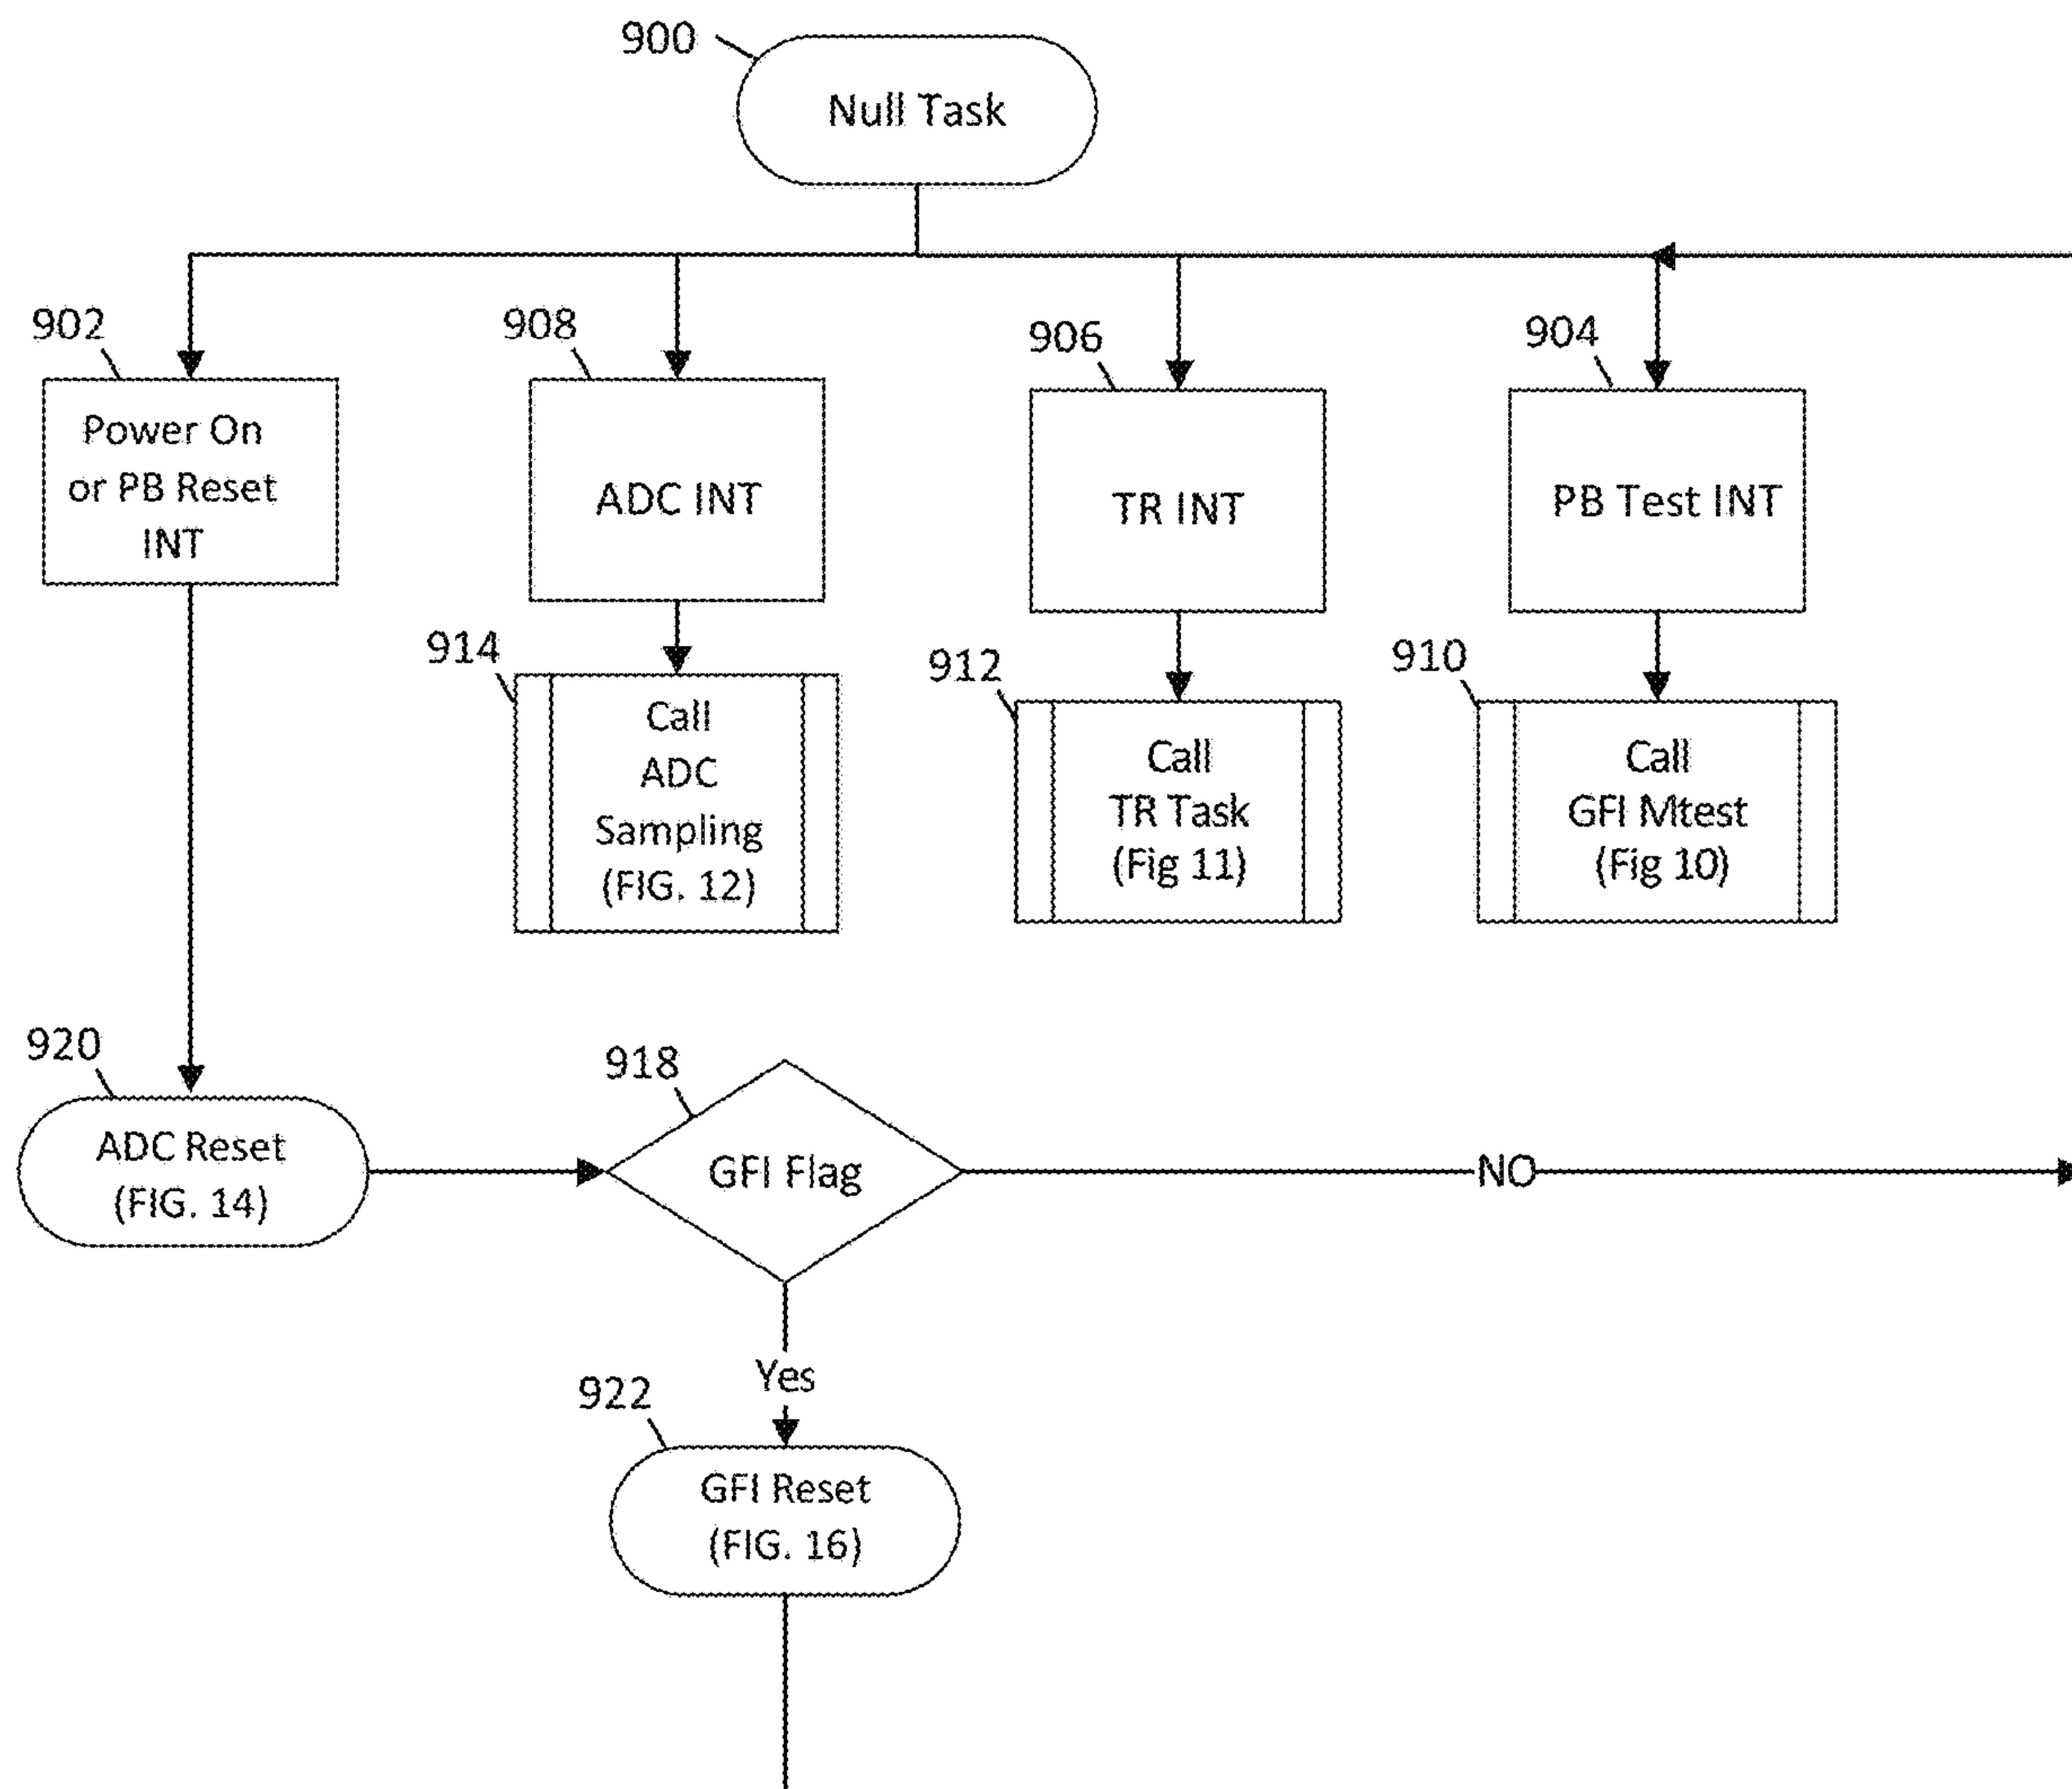 900
Null Task
902
908
906
904
Power On
or PB Reset
INT
ADC INT
TR INT
PB Test INT
914
912
910
Call
ADC
Sampling
(FIG. 12)
Call
TR Task
(Fig 11)
Call
GFI Mtest
(Fig 10)
920
ADC Reset
(FIG. 14)
918
GFI Flag
NO
Yes
922
GFI Reset
(FIG. 16)